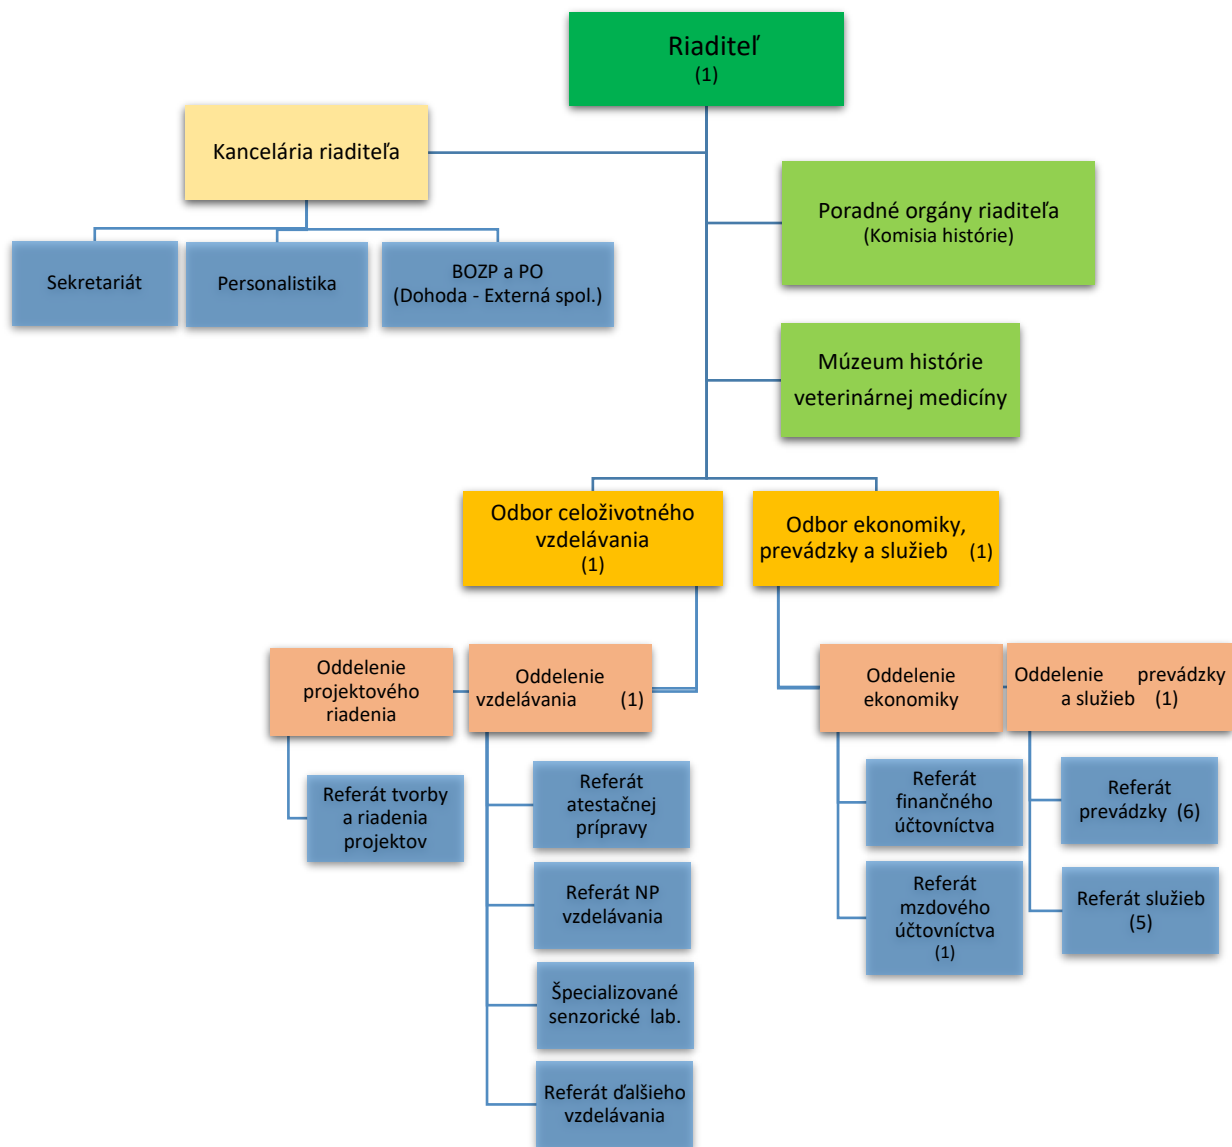 Riaditeľ
(1)
Kancelária riaditeľa
Poradné orgány riaditeľa
(Komisia histórie)
Sekretariát
Personalistika
BOZP a PO
(Dohoda - Externá spol.)
Múzeum histórie
veterinárnej medicíny
Odbor celoživotného
vzdelávania
(1)
Odbor ekonomiky,
prevádzky a služieb (1)
Oddelenie
projektového
riadenia
Oddelenie
vzdelávania (1)
Oddelenie
ekonomiky
Oddelenie prevádzky
a služieb (1)
Referát tvorby
a riadenia
projektov
Referát
atestačnej
prípravy
Referát NP
vzdelávania
Špecializované
senzorické lab.
Referát ďalšieho
vzdelávania
Referát
finančného
účtovníctva
Referát
mzdového
účtovníctva
(1)
Referát
prevádzky (6)
Referát služieb
(5)